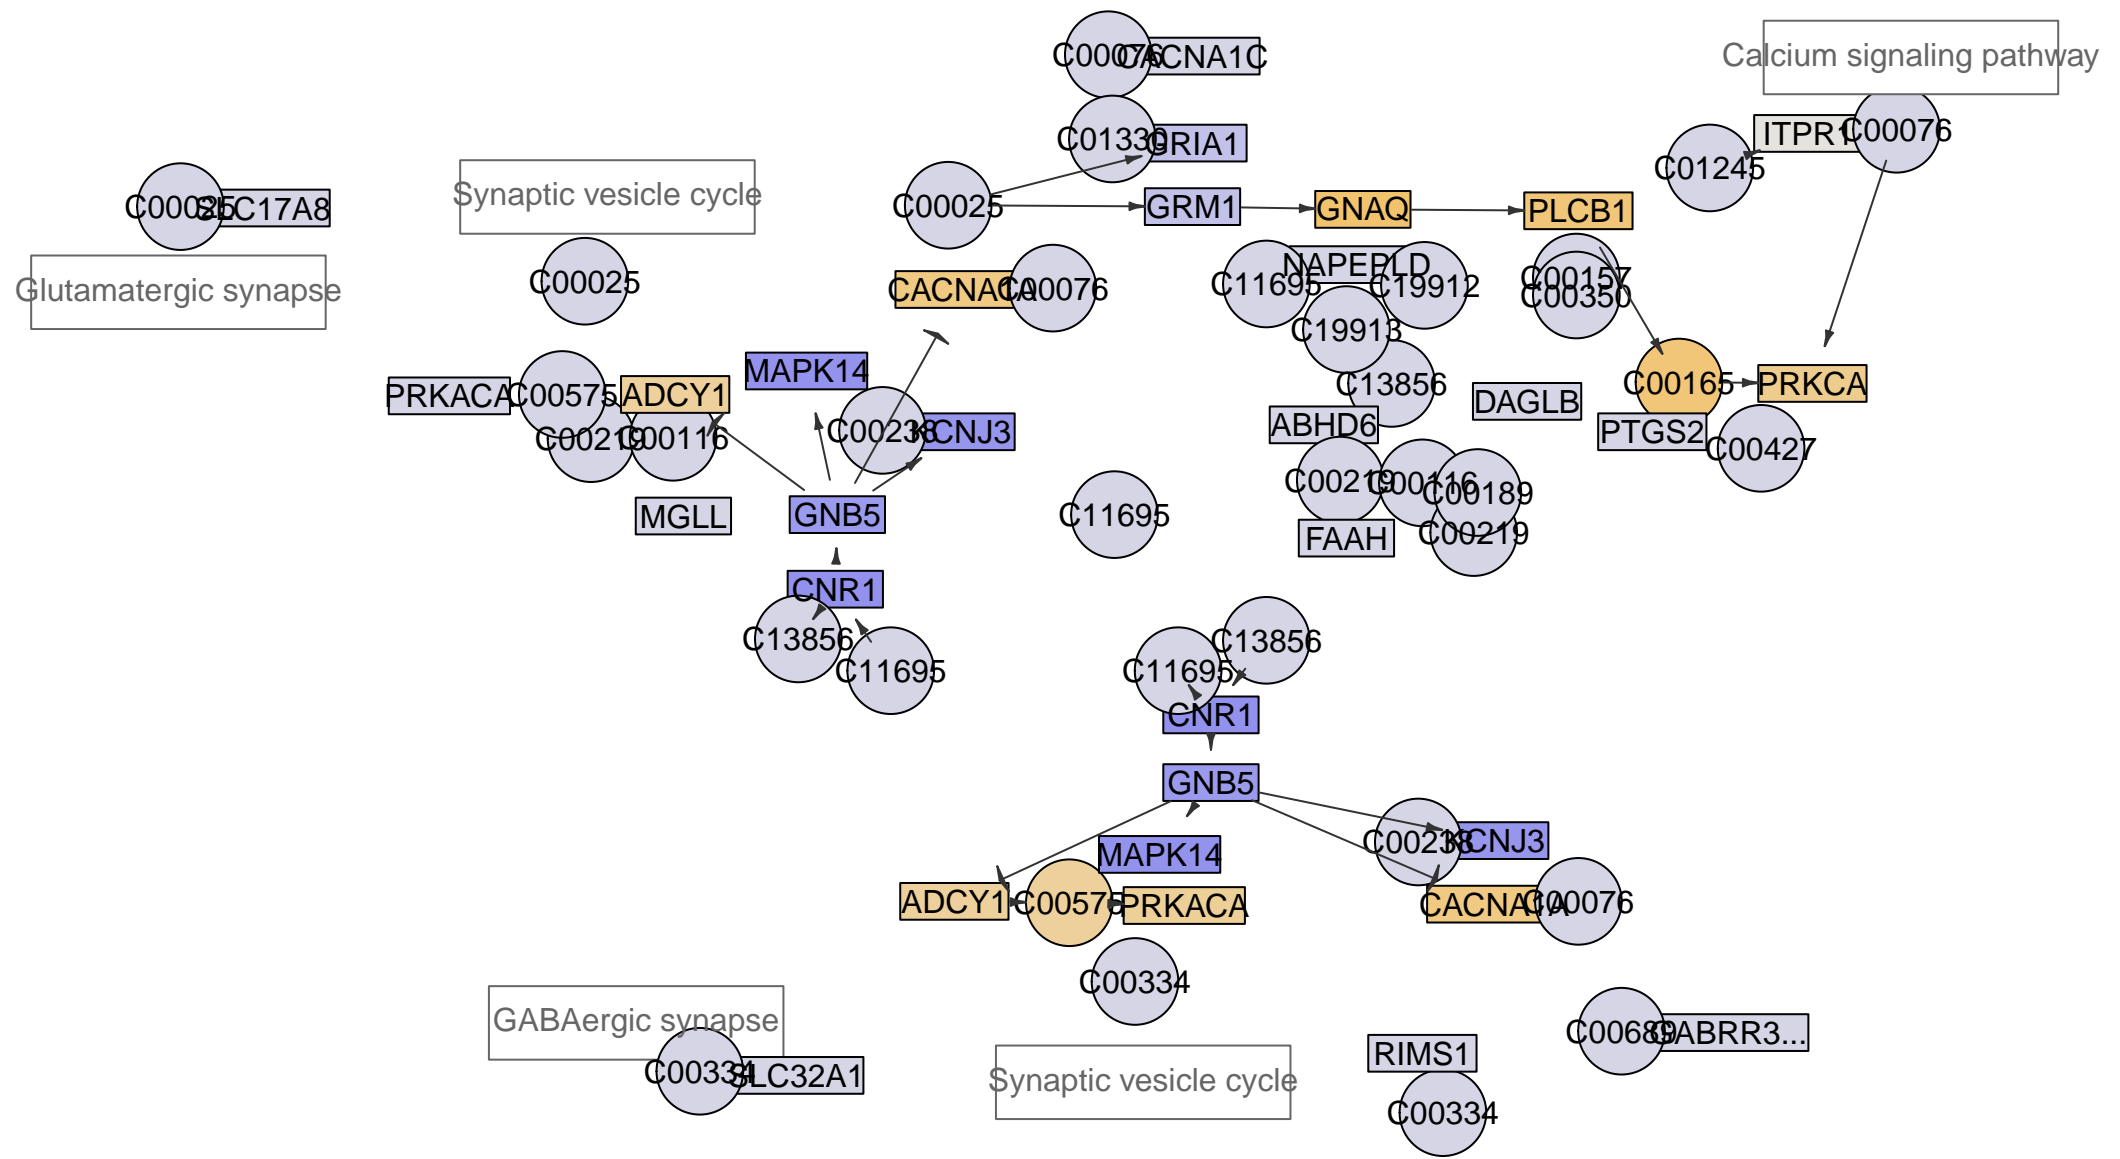 C00076
CACNA1C
Calcium signaling pathway
C01330
GRIA1
ITPR1
C00076
C01245
C00025
SLC17A8
Synaptic vesicle cycle
C00025
GRM1
GNAQ
PLCB1
Glutamatergic synapse
C00025
CACNA1A
C00076
C11695
NAPEPLD
C19912
C00157
C00350
C19913
MAPK14
C13856
PRKACA
C00575
ADCY1
C00165
PRKCA
DAGLB
C00219
C00116
C00238
KCNJ3
ABHD6
PTGS2
C00427
MGLL
GNB5
C11695
C00219
C00116
C00189
FAAH
C00219
CNR1
C13856
C11695
C11695
C13856
CNR1
GNB5
MAPK14
C00238
KCNJ3
ADCY1
C00575
PRKACA
CACNA1A
C00076
C00334
GABAergic synapse
C00334
SLC32A1
Synaptic vesicle cycle
RIMS1
C00334
C00689
GABRR3...